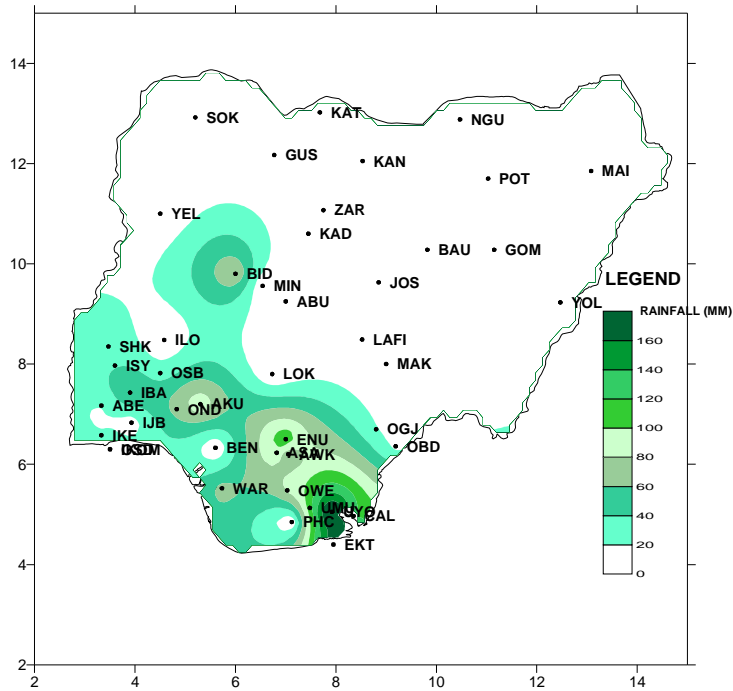 14
12
10
8
6
4
2
2 4 6 8 10 12 14
SOK
KAT
NGU
GUS
KAN
MAI
POT
YEL
ZAR
KAD
BAU
GOM
BID
MIN
JOS
ABU
YOL
LEGEND
RAINFALL (MM)
160
140
120
100
80
60
40
20
0
SHK
ILO
LAFI
ISY
OSB
LOK
MAK
IBA
ABE
OND
AKU
IJB
IKE
OGJ
OBD
BEN
ENU
ASA
AWK
WAR
OWE
UMU
UYO
CAL
PHC
EKT